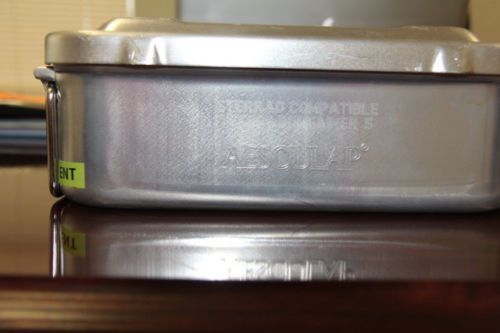 STERRAD COMPATIBLE
AESCULAP®
ENT